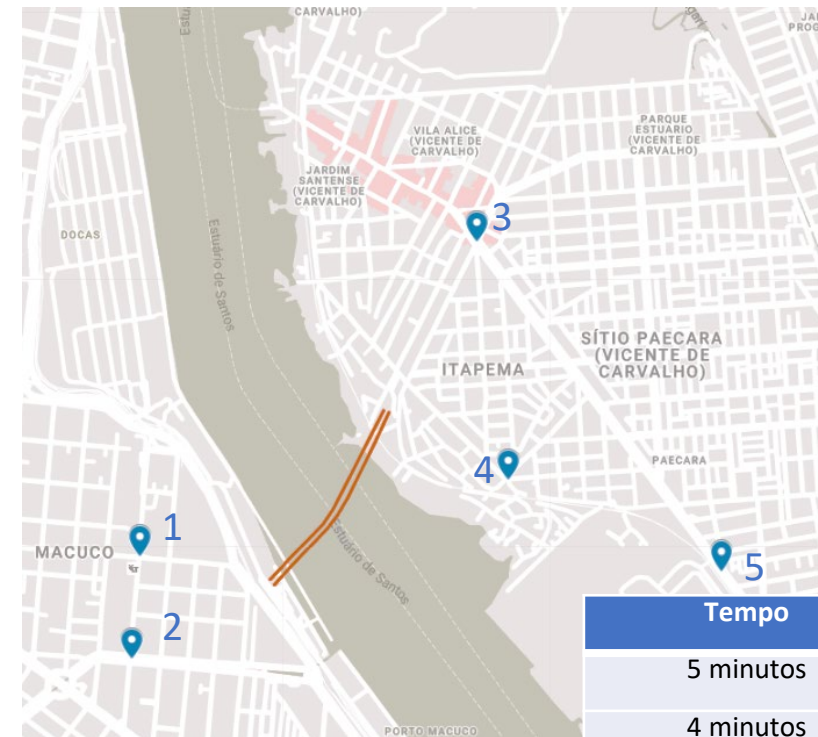 CARVALHO)
VILA ALICE
(VICENTE DE
CARVALHO)
PARQUE
ESTUARIO
(VICENTE DE
CARVALHO)
JARDIM
SANTENSE
(VICENTE DE
CARVALHO)
DOCAS
3
Estuário de Santos
SÍTIO PAECARA
(VICENTE DE
CARVALHO)
ITAPEMA
PAECARA
4
1
MACUCO
Estuário de Santos
5
2
Tempo
5 minutos
4 minutos
PORTO MACUCO